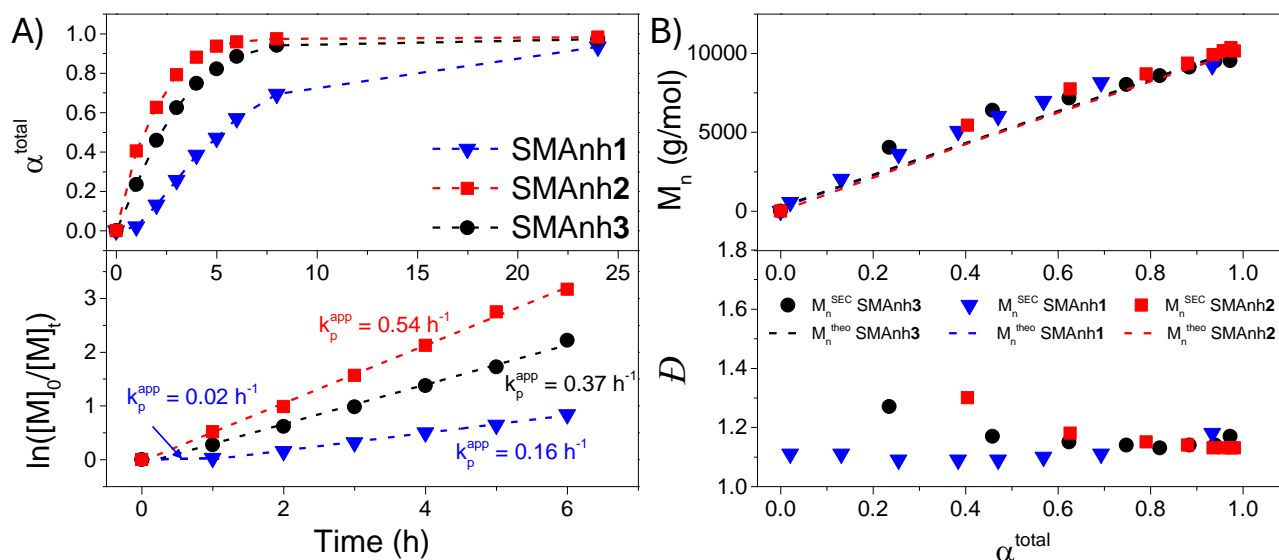 A)
1.0
0.8
0.6
0.4
0.2
0.0
α^total
SMAnh1
SMAnh2
SMAnh3
0 5 10 15 20 25
3
2
1
0
ln([M]_0/[M]_t)
k_p^app = 0.54 h^-1
k_p^app = 0.02 h^-1
k_p^app = 0.37 h^-1
k_p^app = 0.16 h^-1
0 2 4 6
Time (h)
B)
10000
5000
0
M_n (g/mol)
0.0 0.2 0.4 0.6 0.8 1.0
1.8
1.6
1.4
1.2
1.0
Đ
M_n^SEC SMAnh3 M_n^SEC SMAnh1 M_n^SEC SMAnh2
M_n^theo SMAnh3 M_n^theo SMAnh1 M_n^theo SMAnh2
0.0 0.2 0.4 0.6 0.8 1.0
α^total